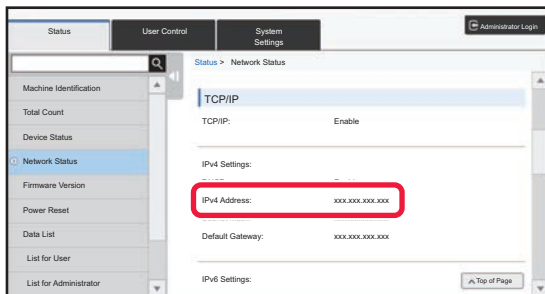 Status
User Control
System
Settings
Administrator Login
Status > Network Status
Machine Identification
Total Count
Device Status
Network Status
Firmware Version
Power Reset
Data List
List for User
List for Administrator
TCP/IP
TCP/IP: Enable
IPv4 Settings:
IPv4 Address: xxx.xxx.xxx.xxx
Default Gateway: xxx.xxx.xxx.xxx
IPv6 Settings:
Top of Page